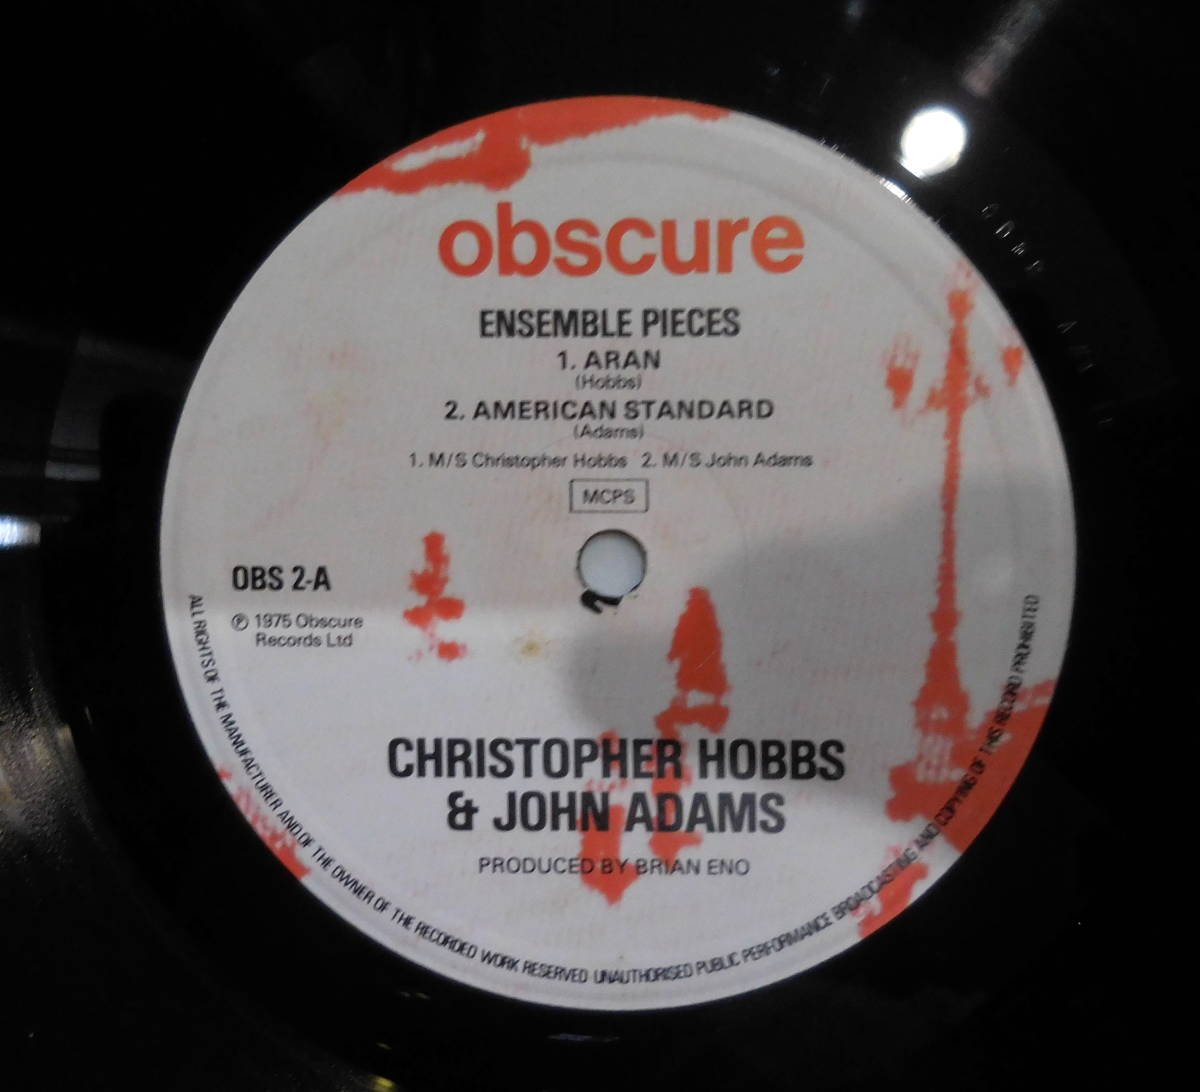 obscure
ENSEMBLE PIECES
1. ARAN
(Hobbs)
2. AMERICAN STANDARD
(Adams)
1. M/S Christopher Hobbs 2. M/S John Adams
MCPS
OBS 2-A
℗ 1975 Obscure
Records Ltd
CHRISTOPHER HOBBS
& JOHN ADAMS
PRODUCED BY BRIAN ENO
ALL RIGHTS OF THE MANUFACTURER AND OF THE OWNER OF THE RECORDED WORK RESERVED UNAUTHORISED PUBLIC PERFORMANCE BROADCASTING AND COPYING OF THIS RECORD PROHIBITED